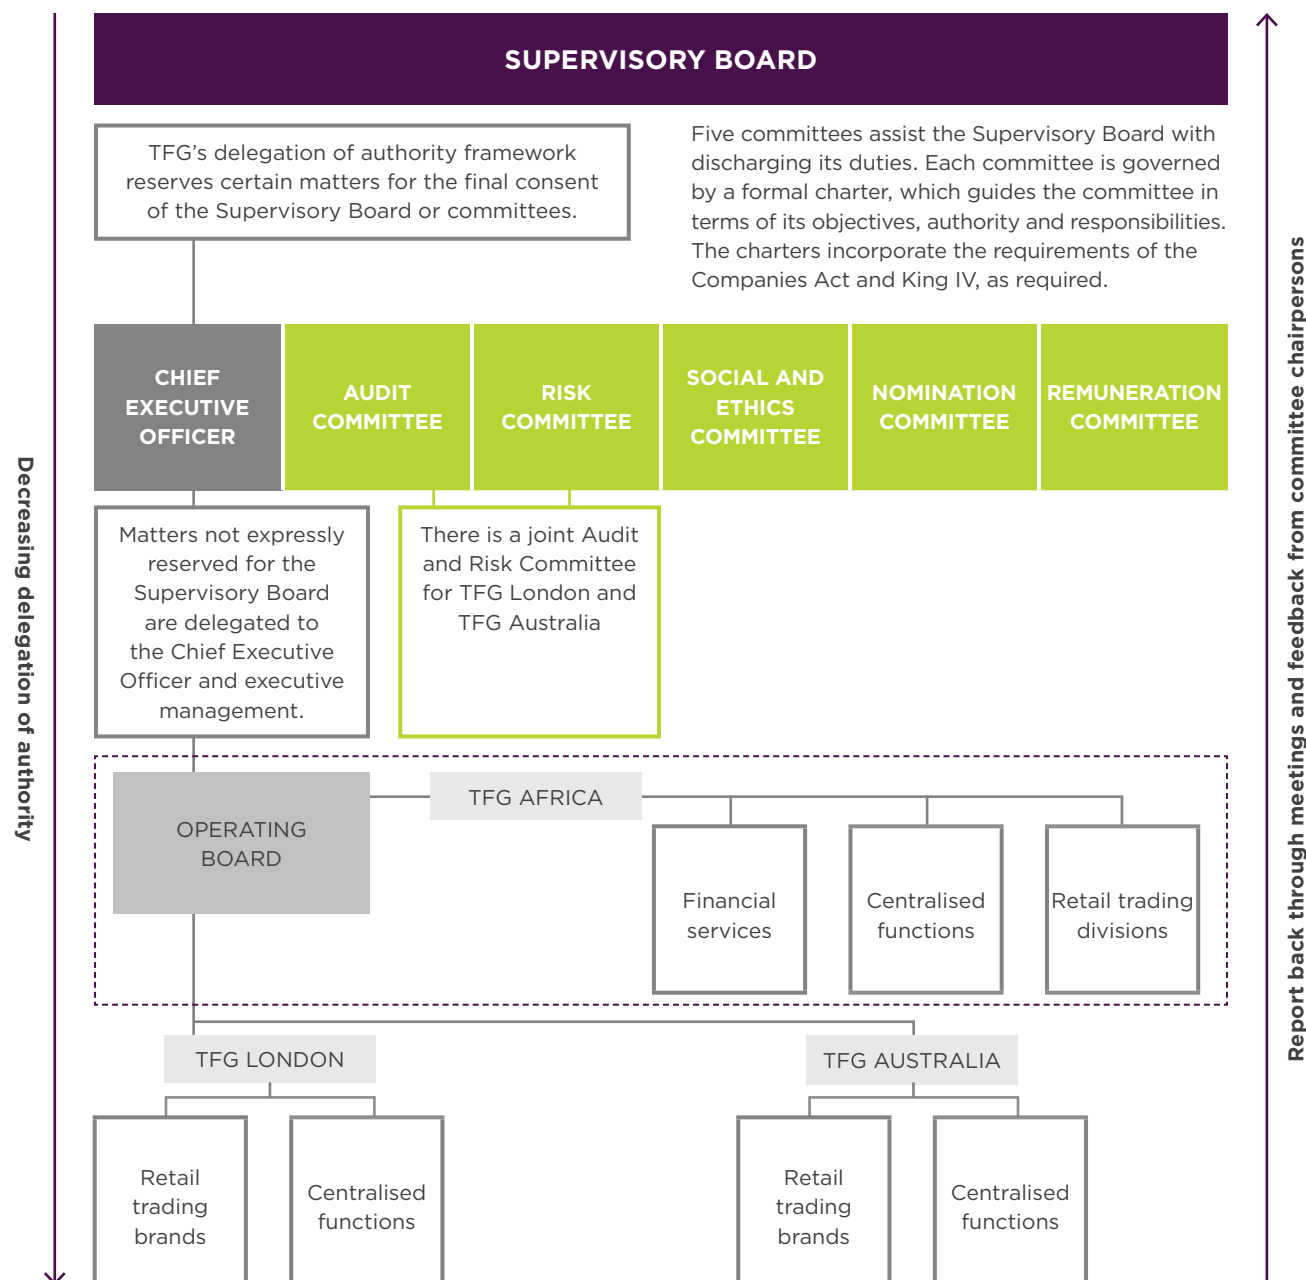 SUPERVISORY BOARD
TFG's delegation of authority framework
reserves certain matters for the final consent
of the Supervisory Board or committees.
Five committees assist the Supervisory Board with
discharging its duties. Each committee is governed
by a formal charter, which guides the committee in
terms of its objectives, authority and responsibilities.
The charters incorporate the requirements of the
Companies Act and King IV, as required.
CHIEF
EXECUTIVE
OFFICER
AUDIT
COMMITTEE
RISK
COMMITTEE
SOCIAL AND
ETHICS
COMMITTEE
NOMINATION
COMMITTEE
REMUNERATION
COMMITTEE
Matters not expressly
reserved for the
Supervisory Board
are delegated to
the Chief Executive
Officer and executive
management.
There is a joint Audit
and Risk Committee
for TFG London and
TFG Australia
OPERATING
BOARD
TFG AFRICA
Financial
services
Centralised
functions
Retail trading
divisions
TFG LONDON
TFG AUSTRALIA
Retail
trading
brands
Centralised
functions
Retail
trading
brands
Centralised
functions
Decreasing delegation of authority
Report back through meetings and feedback from committee chairpersons